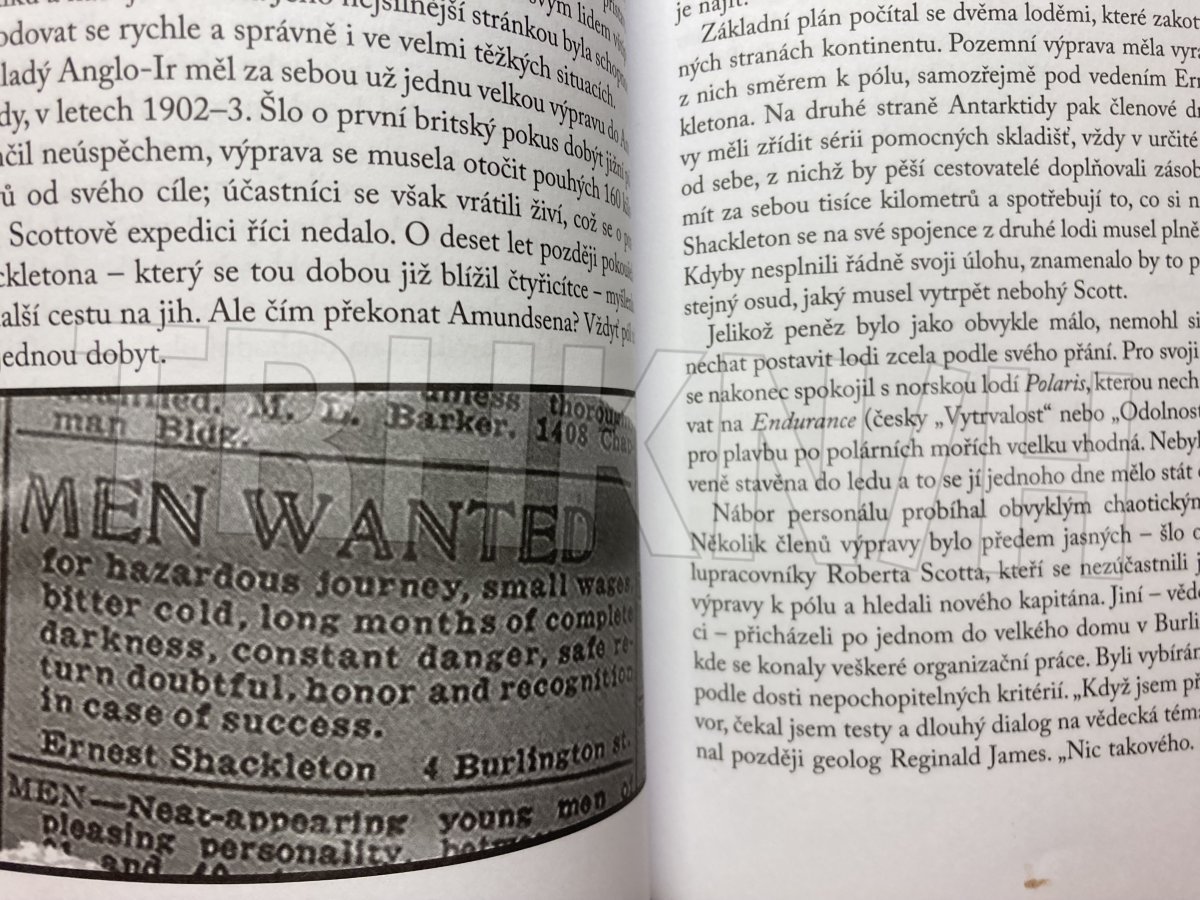 nejsilnější stránkou byla
se rychle a správně i ve velmi těžkých situacích.
Anglo-Ir měl za sebou už jednu velkou výpravu do
v letech 1902–3. Šlo o první britský pokus dobýt jižní
neúspěchem, výprava se musela otočit pouhých 160
od svého cíle; účastníci se však vrátili živí, což se o
Scottově expedici říci nedalo. O deset let později
– který se tou dobou již blížil čtyřicítce –
cestu na jih. Ale čím překonat Amundsena? Vždyť
jednou dobyt.
M. L. Barker, 1408
man Bldg.
MEN WANTED
for hazardous journey, small wages,
bitter cold, long months of complete
darkness, constant danger, safe re-
turn doubtful, honor and recognition
in case of success.
Ernest Shackleton 4 Burlington st.
MEN—Neat-appearing young men of
pleasing personality,
and
je najít.
Základní plán počítal se dvěma loděmi, které
ných stranách kontinentu. Pozemní výprava měla
z nich směrem k pólu, samozřejmě pod vedením
kletona. Na druhé straně Antarktidy pak členové
vy měli zřídit sérii pomocných skladišť, vždy v určité
od sebe, z nichž by pěší cestovatelé doplňovali
mít za sebou tisíce kilometrů a spotřebují to, co si
Shackleton se na své spojence z druhé lodi musel plně
Kdyby nesplnili řádně svoji úlohu, znamenalo by to
stejný osud, jaký musel vytrpět nebohý Scott.
Jelikož peněz bylo jako obvykle málo, nemohl si
nechat postavit lodi zcela podle svého přání. Pro svoji
se nakonec spokojil s norskou lodí Polaris, kterou
vat na Endurance (česky „Vytrvalost“ nebo
pro plavbu po polárních mořích vcelku vhodná.
veně stavěna do ledu a to se jí jednoho dne mělo stát
Nábor personálu probíhal obvyklým
Několik členů výpravy bylo předem jasných – šlo
lupracovníky Roberta Scotta, kteří se nezúčastnili
výpravy k pólu a hledali nového kapitána. Jiní –
ci – přicházeli po jednom do velkého domu v
kde se konaly veškeré organizační práce. Byli
podle dosti nepochopitelných kritérií. „Když jsem
vor, čekal jsem testy a dlouhý dialog na vědecká
nal později geolog Reginald James. „Nic takového.